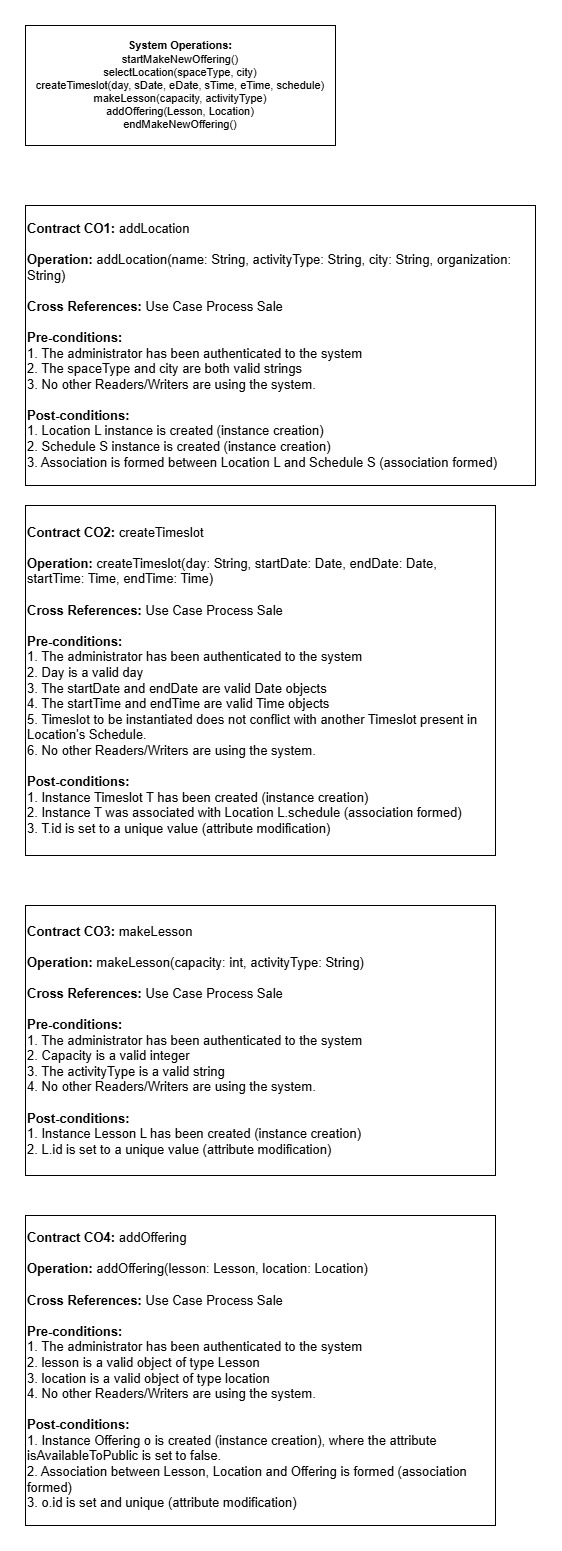 System Operations:
startMakeNewOffering()
selectLocation(spaceType, city)
createTimeslot(day, sDate, eDate, sTime, eTime, schedule)
makeLesson(capacity, activityType)
addOffering(Lesson, Location)
endMakeNewOffering()
Contract CO1: addLocation
Operation: addLocation(name: String, activityType: String, city: String, organization:
String)
Cross References: Use Case Process Sale
Pre-conditions:
1. The administrator has been authenticated to the system
2. The spaceType and city are both valid strings
3. No other Readers/Writers are using the system.
Post-conditions:
1. Location L instance is created (instance creation)
2. Schedule S instance is created (instance creation)
3. Association is formed between Location L and Schedule S (association formed)
Contract CO2: createTimeslot
Operation: createTimeslot(day: String, startDate: Date, endDate: Date,
startTime: Time, endTime: Time)
Cross References: Use Case Process Sale
Pre-conditions:
1. The administrator has been authenticated to the system
2. Day is a valid day
3. The startDate and endDate are valid Date objects
4. The startTime and endTime are valid Time objects
5. Timeslot to be instantiated does not conflict with another Timeslot present in
Location's Schedule.
6. No other Readers/Writers are using the system.
Post-conditions:
1. Instance Timeslot T has been created (instance creation)
2. Instance T was associated with Location L.schedule (association formed)
3. T.id is set to a unique value (attribute modification)
Contract CO3: makeLesson
Operation: makeLesson(capacity: int, activityType: String)
Cross References: Use Case Process Sale
Pre-conditions:
1. The administrator has been authenticated to the system
2. Capacity is a valid integer
3. The activityType is a valid string
4. No other Readers/Writers are using the system.
Post-conditions:
1. Instance Lesson L has been created (instance creation)
2. L.id is set to a unique value (attribute modification)
Contract CO4: addOffering
Operation: addOffering(lesson: Lesson, location: Location)
Cross References: Use Case Process Sale
Pre-conditions:
1. The administrator has been authenticated to the system
2. lesson is a valid object of type Lesson
3. location is a valid object of type location
4. No other Readers/Writers are using the system.
Post-conditions:
1. Instance Offering o is created (instance creation), where the attribute
isAvailableToPublic is set to false.
2. Association between Lesson, Location and Offering is formed (association
formed)
3. o.id is set and unique (attribute modification)